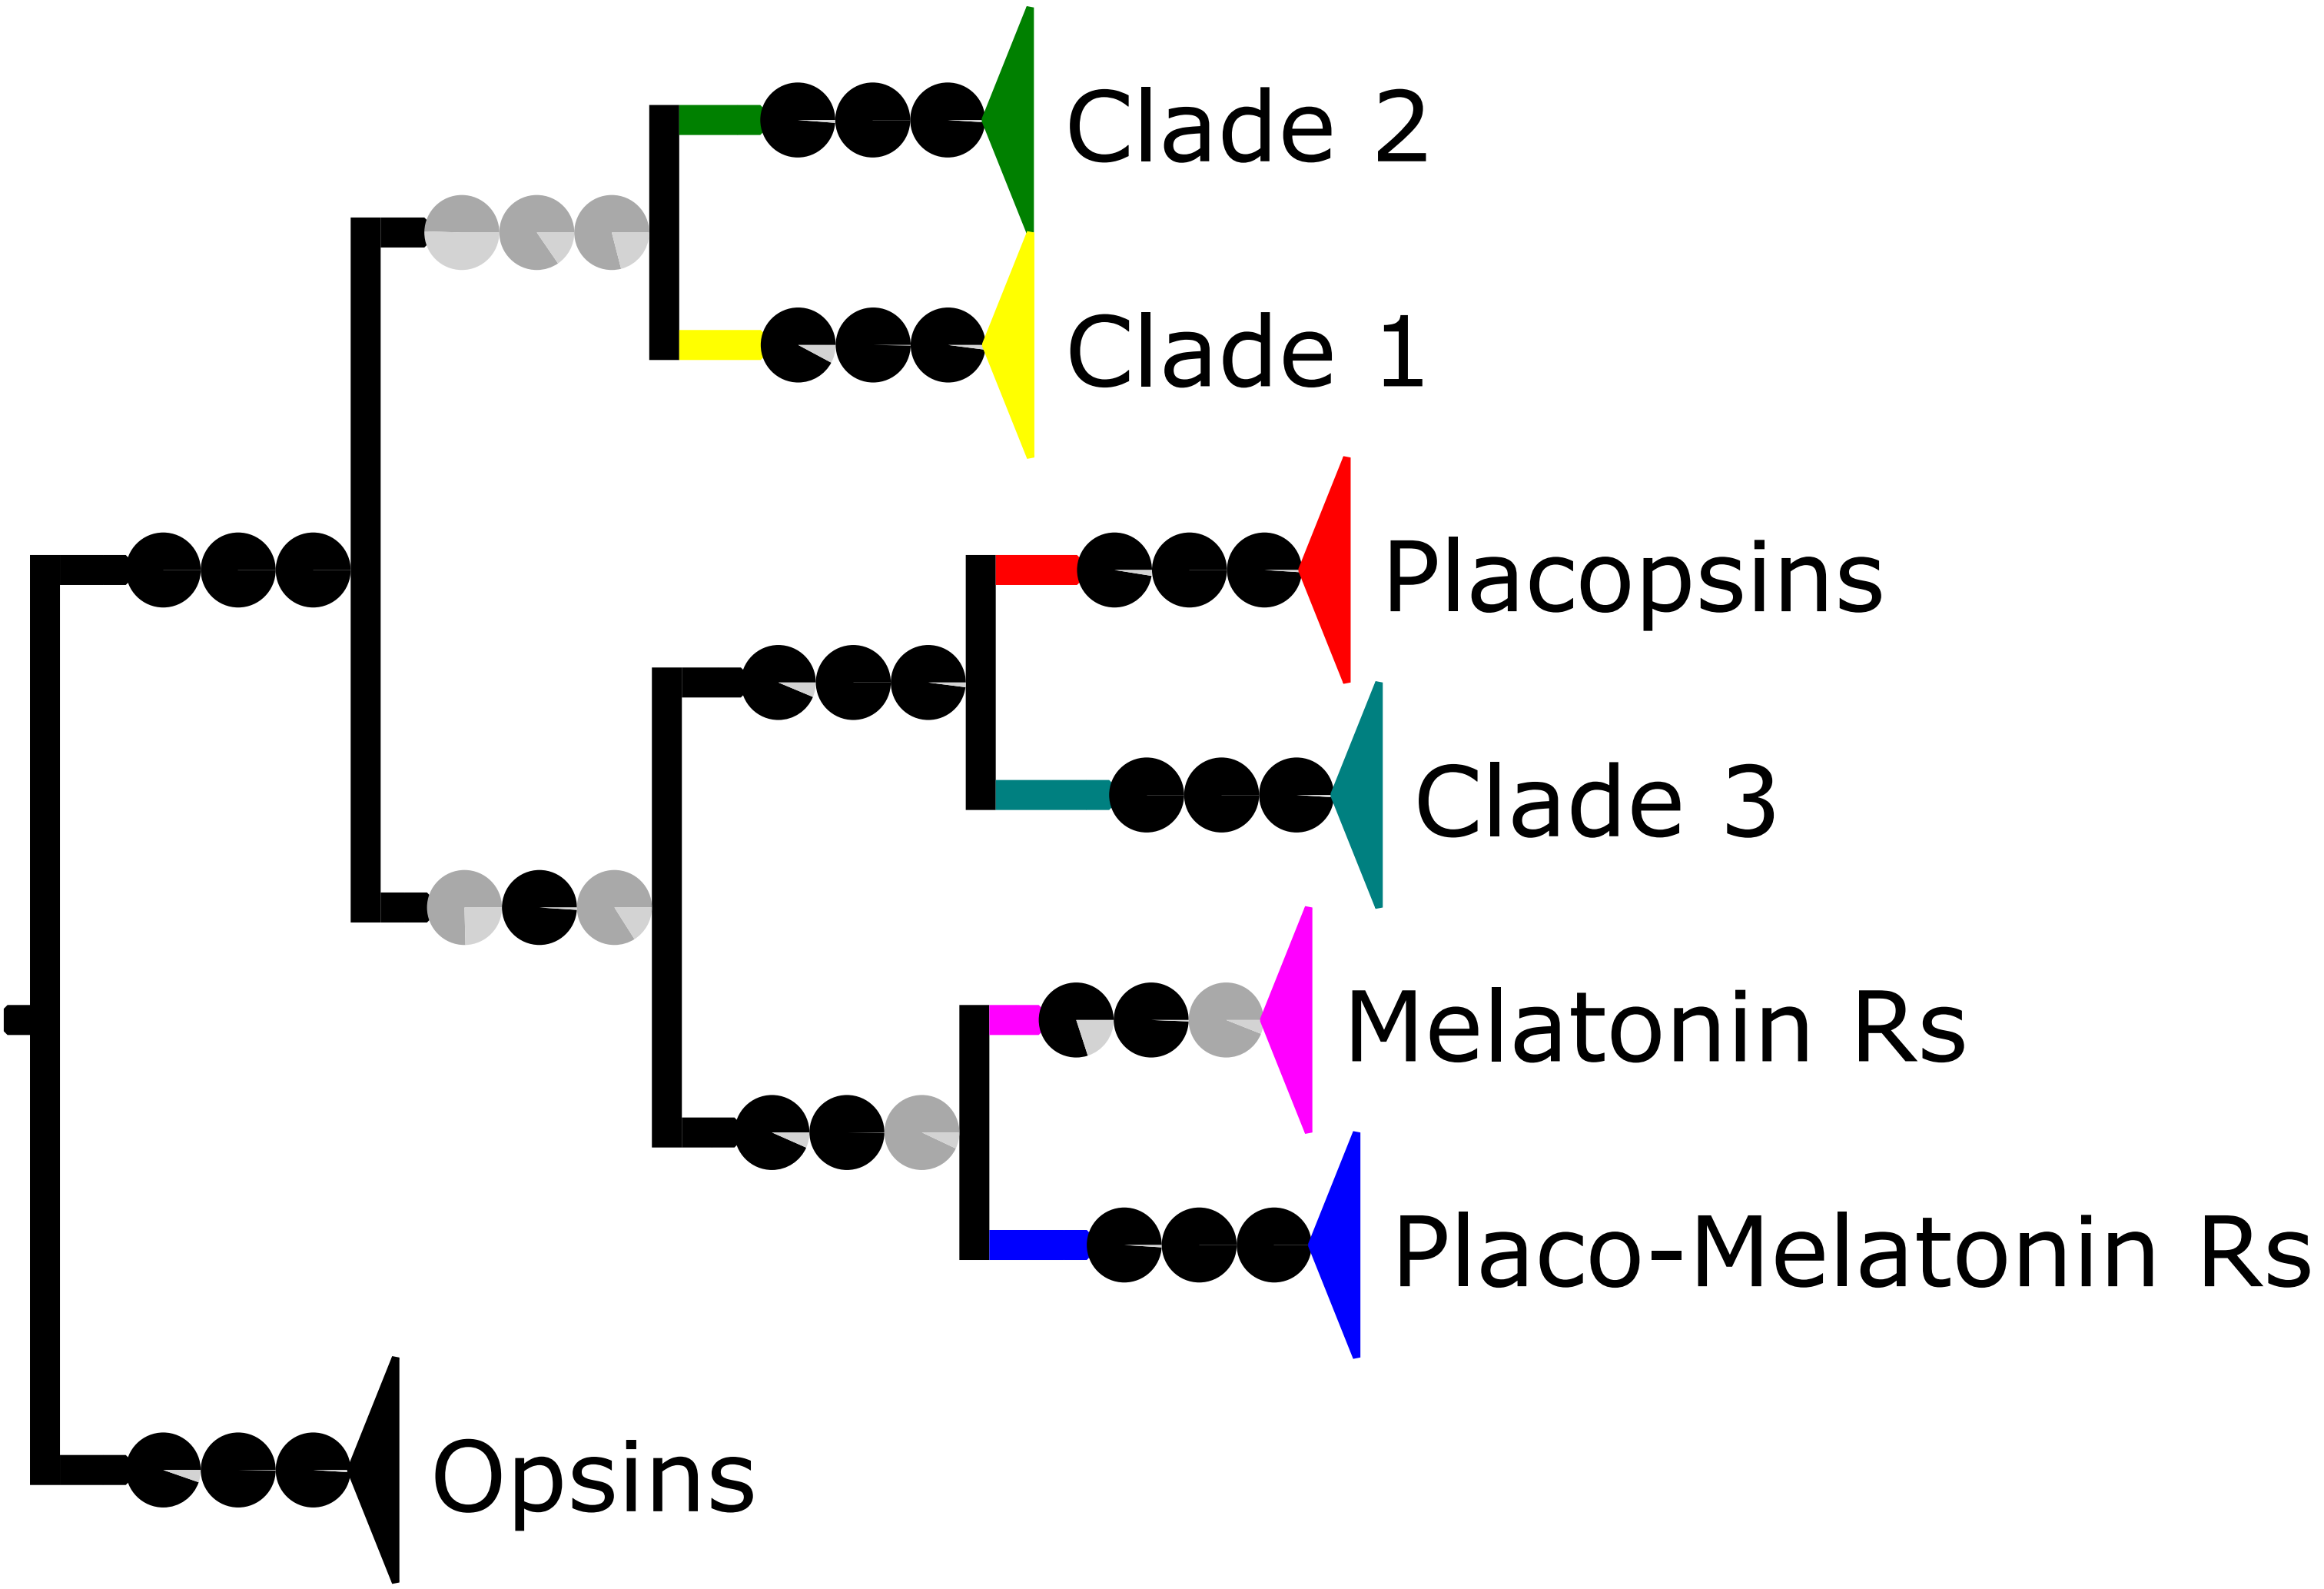 Clade 2
Clade 1
Placopsins
Clade 3
Melatonin Rs
Placo-Melatonin Rs
Opsins